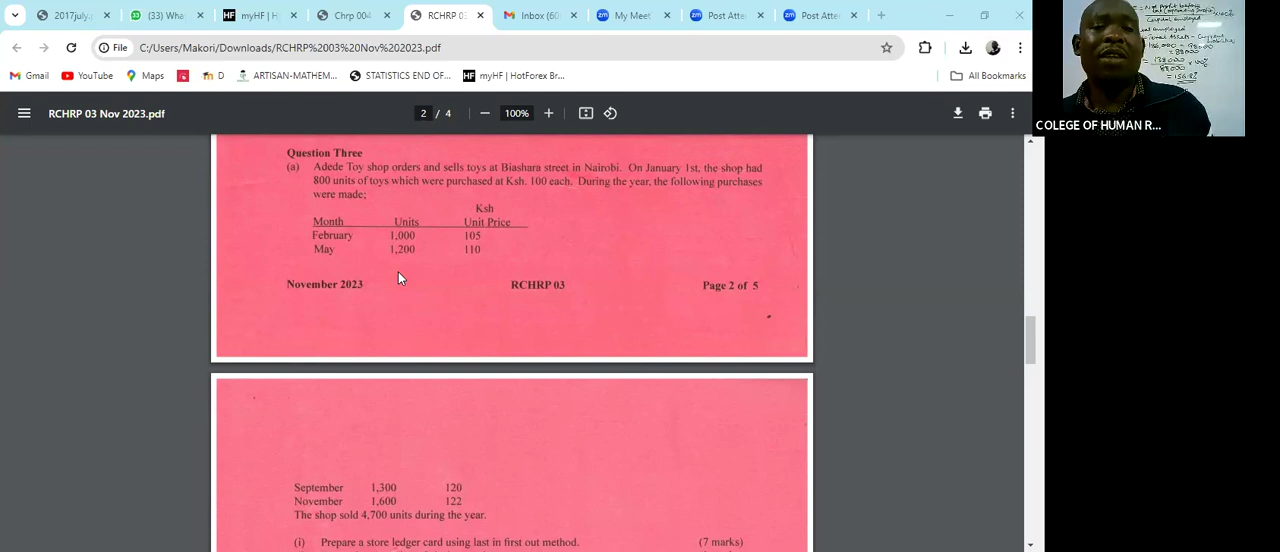 2017july.
(33) Wha
myHF | H
Chrp 004
RCHRP 03
Inbox (60
My Meet
Post Atte
Post Atte
File
C:/Users/Makori/Downloads/RCHRP%2003%20Nov%202023.pdf
Gmail
YouTube
Maps
D
ARTISAN-MATHEM...
STATISTICS END OF...
myHF | HotForex Br...
All Bookmarks
RCHRP 03 Nov 2023.pdf
2 / 4
100%
COLEGE OF HUMAN R...
Question Three
(a) Adede Toy shop orders and sells toys at Biashara street in Nairobi. On January 1st, the shop had
800 units of toys which were purchased at Ksh. 100 each. During the year, the following purchases
were made;
Ksh
Month Units Unit Price
February 1,000 105
May 1,200 110
November 2023 RCHRP 03 Page 2 of 5
September 1,300 120
November 1,600 122
The shop sold 4,700 units during the year.
(i) Prepare a store ledger card using last in first out method. (7 marks)